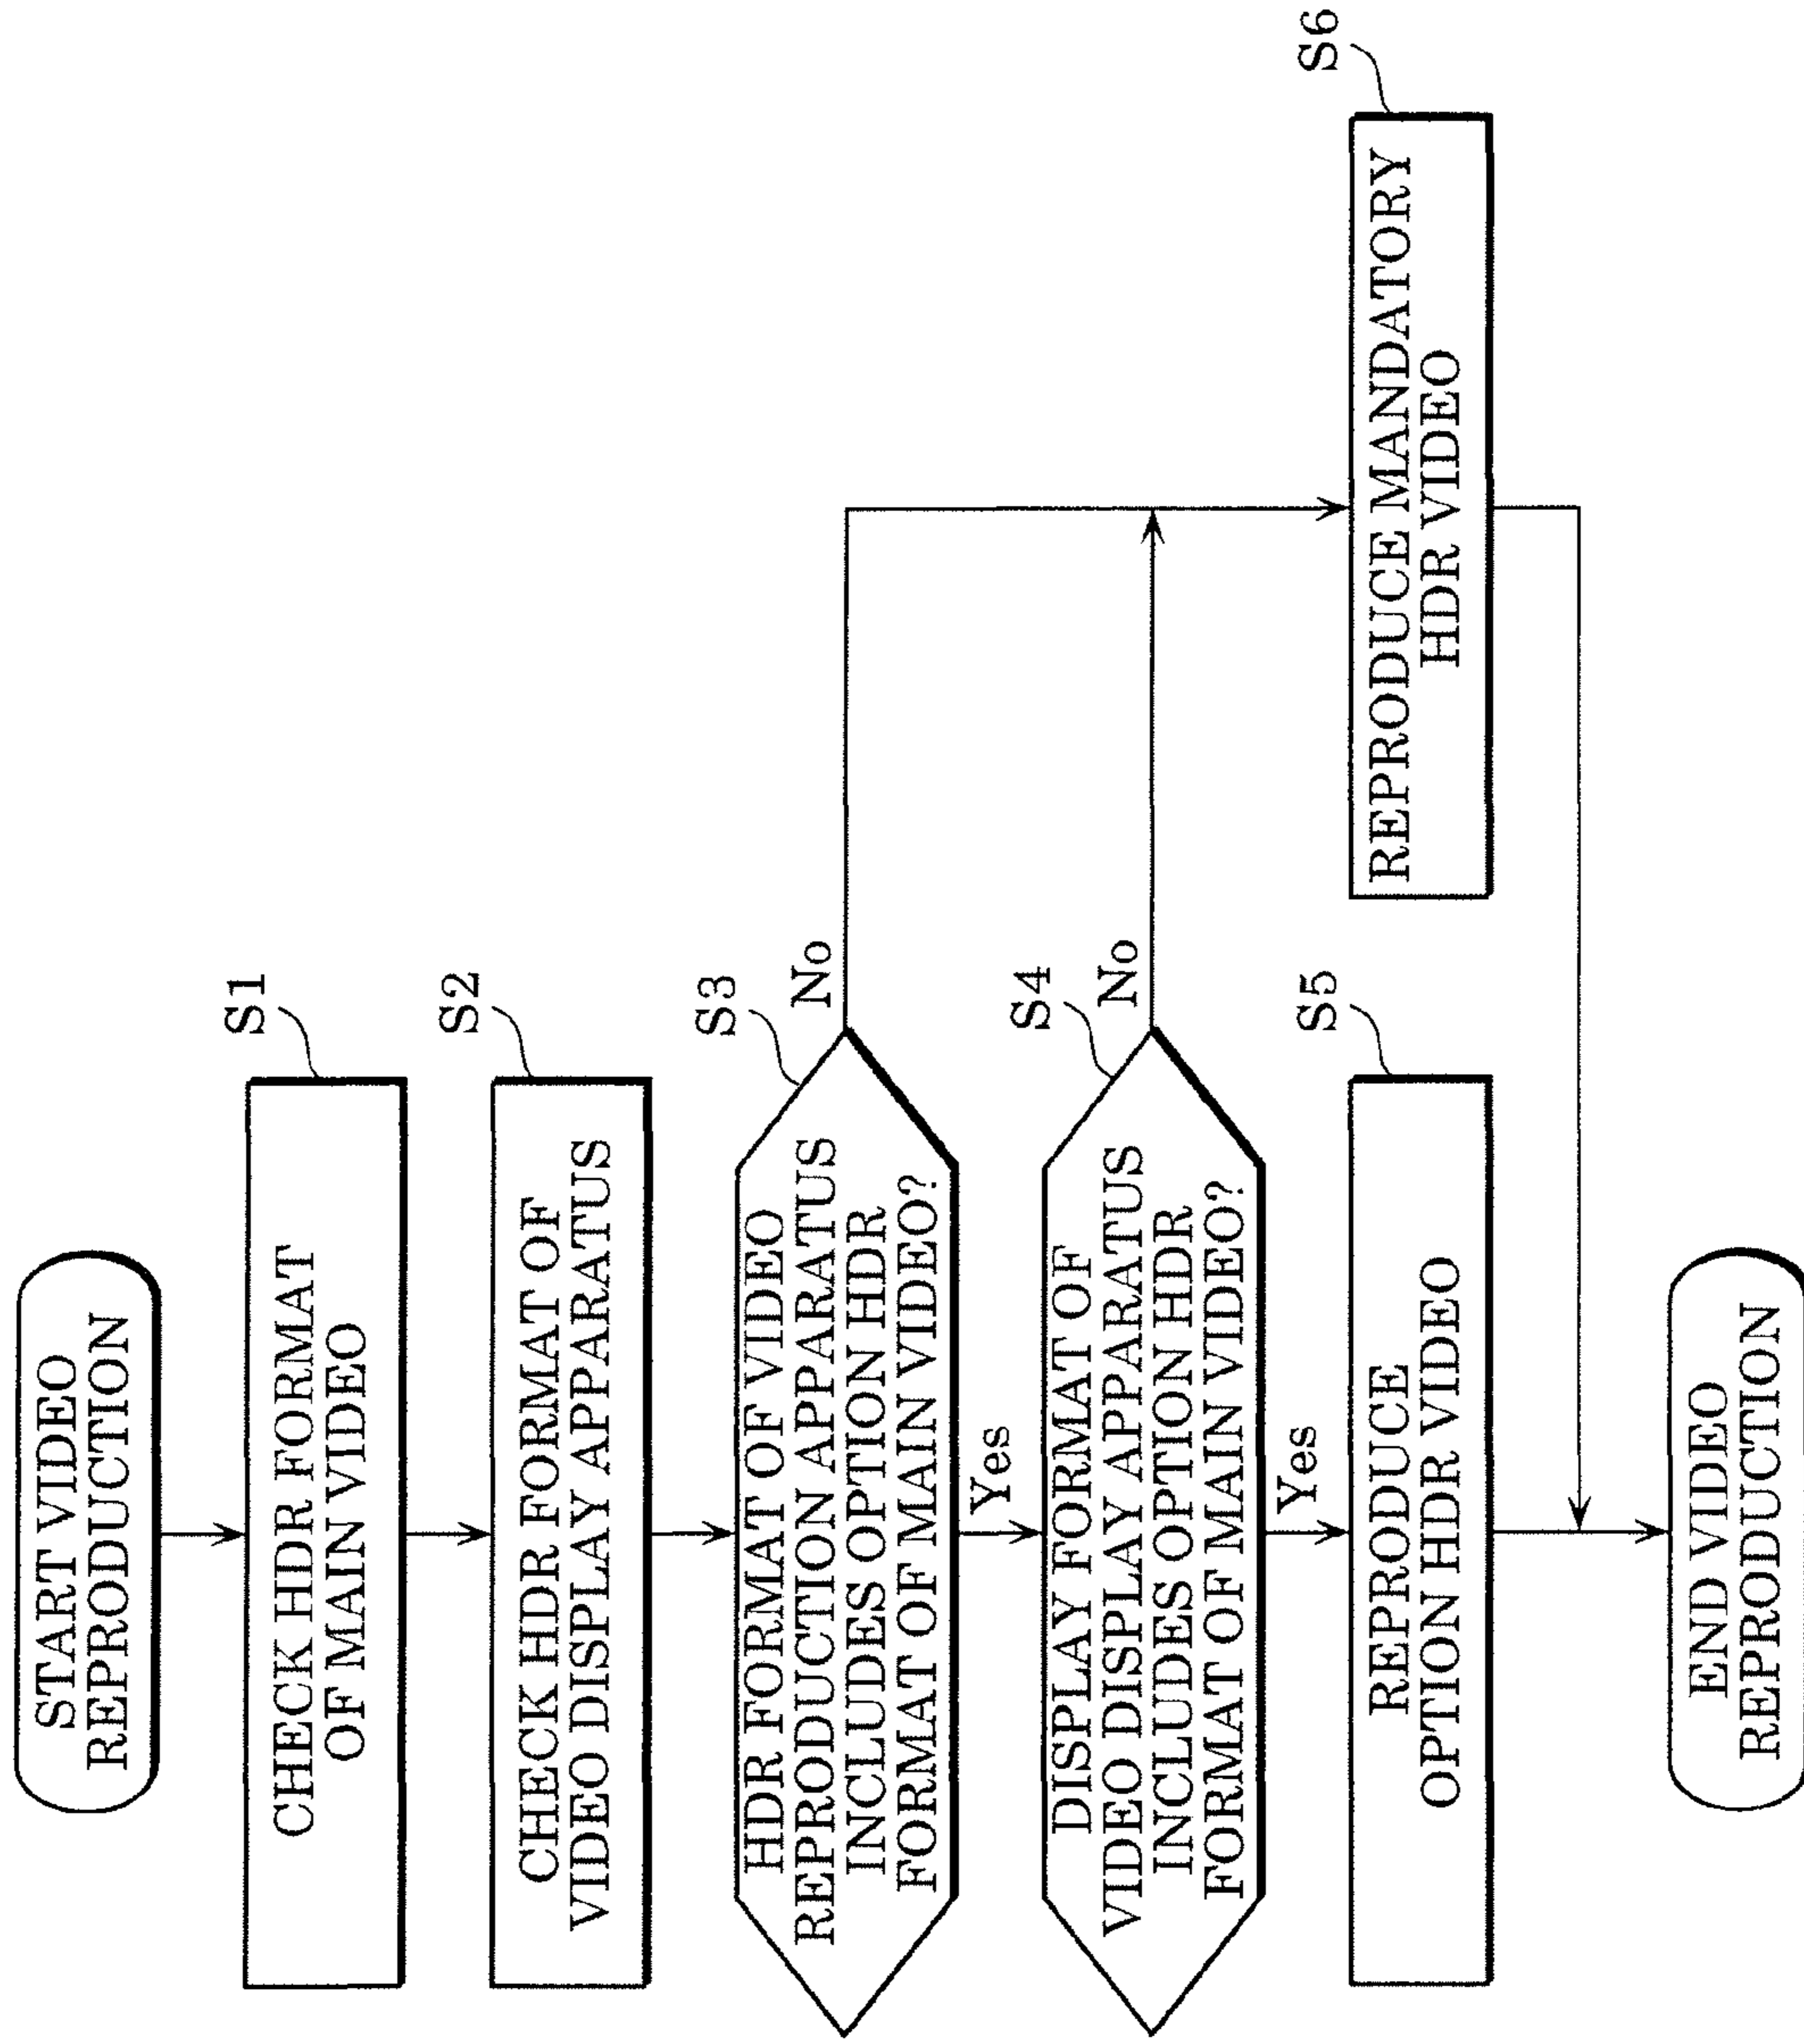 START VIDEO
REPRODUCTION
S1
CHECK HDR FORMAT
OF MAIN VIDEO
S2
CHECK HDR FORMAT OF
VIDEO DISPLAY APPARATUS
S3
HDR FORMAT OF VIDEO
REPRODUCTION APPARATUS
INCLUDES OPTION HDR
FORMAT OF MAIN VIDEO?
No
Yes
S4
DISPLAY FORMAT OF
VIDEO DISPLAY APPARATUS
INCLUDES OPTION HDR
FORMAT OF MAIN VIDEO?
No
Yes
S5
REPRODUCE
OPTION HDR VIDEO
S6
REPRODUCE MANDATORY
HDR VIDEO
END VIDEO
REPRODUCTION